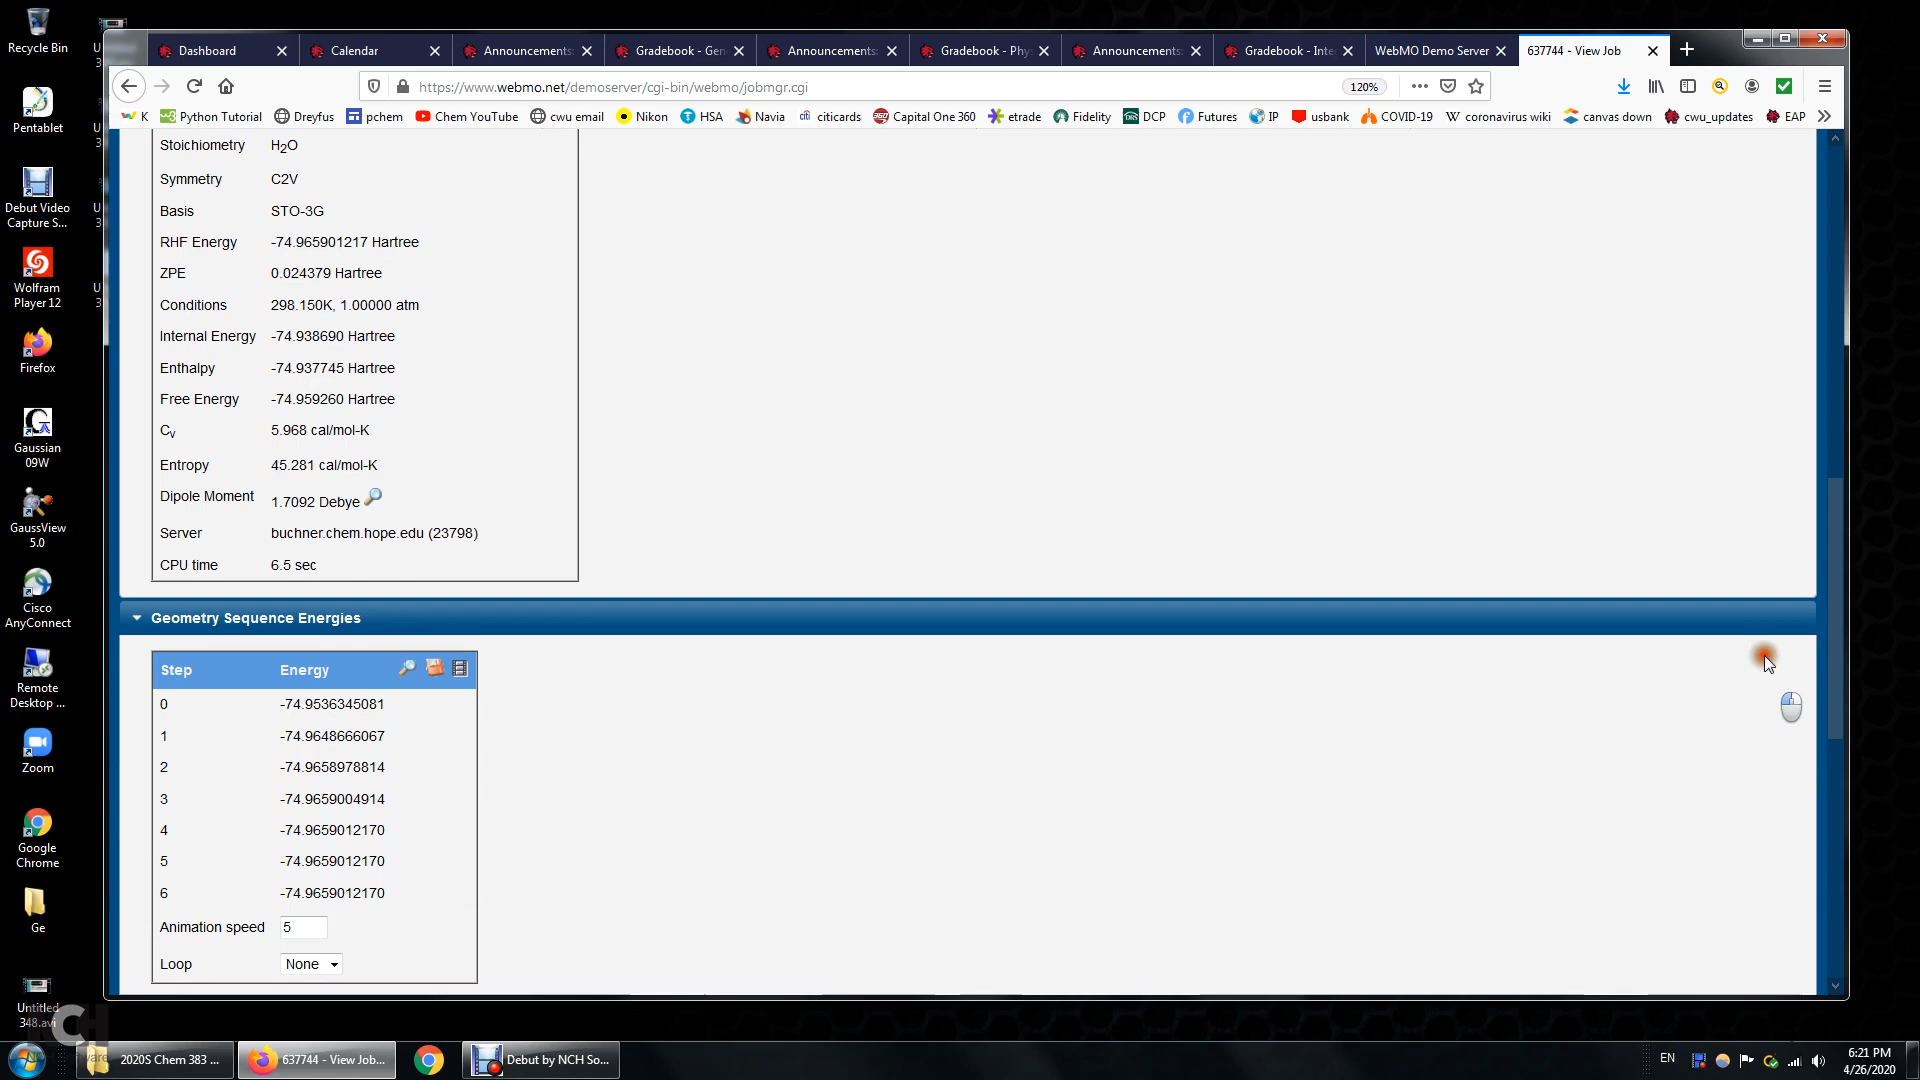 Recycle Bin
Pentablet
Debut Video
Capture S...
Wolfram
Player 12
Firefox
Gaussian
09W
GaussView
5.0
Cisco
AnyConnect
Remote
Desktop ...
Zoom
Google
Chrome
Ge
Untitled
348.avi
U
3
U
3
U
3
U
3
Dashboard
Calendar
Announcements:
Gradebook - Gen
Announcements:
Gradebook - Phy
Announcements:
Gradebook - Inte
WebMO Demo Server
637744 - View Job
https://www.webmo.net/demoserver/cgi-bin/webmo/jobmgr.cgi
120%
K
Python Tutorial
Dreyfus
pchem
Chem YouTube
cwu email
Nikon
HSA
Navia
citicards
Capital One 360
etrade
Fidelity
DCP
Futures
IP
usbank
COVID-19
coronavirus wiki
canvas down
cwu_updates
EAP
Stoichiometry H2O
Symmetry C2V
Basis STO-3G
RHF Energy -74.965901217 Hartree
ZPE 0.024379 Hartree
Conditions 298.150K, 1.00000 atm
Internal Energy -74.938690 Hartree
Enthalpy -74.937745 Hartree
Free Energy -74.959260 Hartree
Cv 5.968 cal/mol-K
Entropy 45.281 cal/mol-K
Dipole Moment 1.7092 Debye
Server buchner.chem.hope.edu (23798)
CPU time 6.5 sec
Geometry Sequence Energies
Step Energy
0 -74.9536345081
1 -74.9648666067
2 -74.9658978814
3 -74.9659004914
4 -74.9659012170
5 -74.9659012170
6 -74.9659012170
Animation speed 5
Loop None
2020S Chem 383 ...
637744 - View Job...
Debut by NCH So...
EN
6:21 PM
4/26/2020